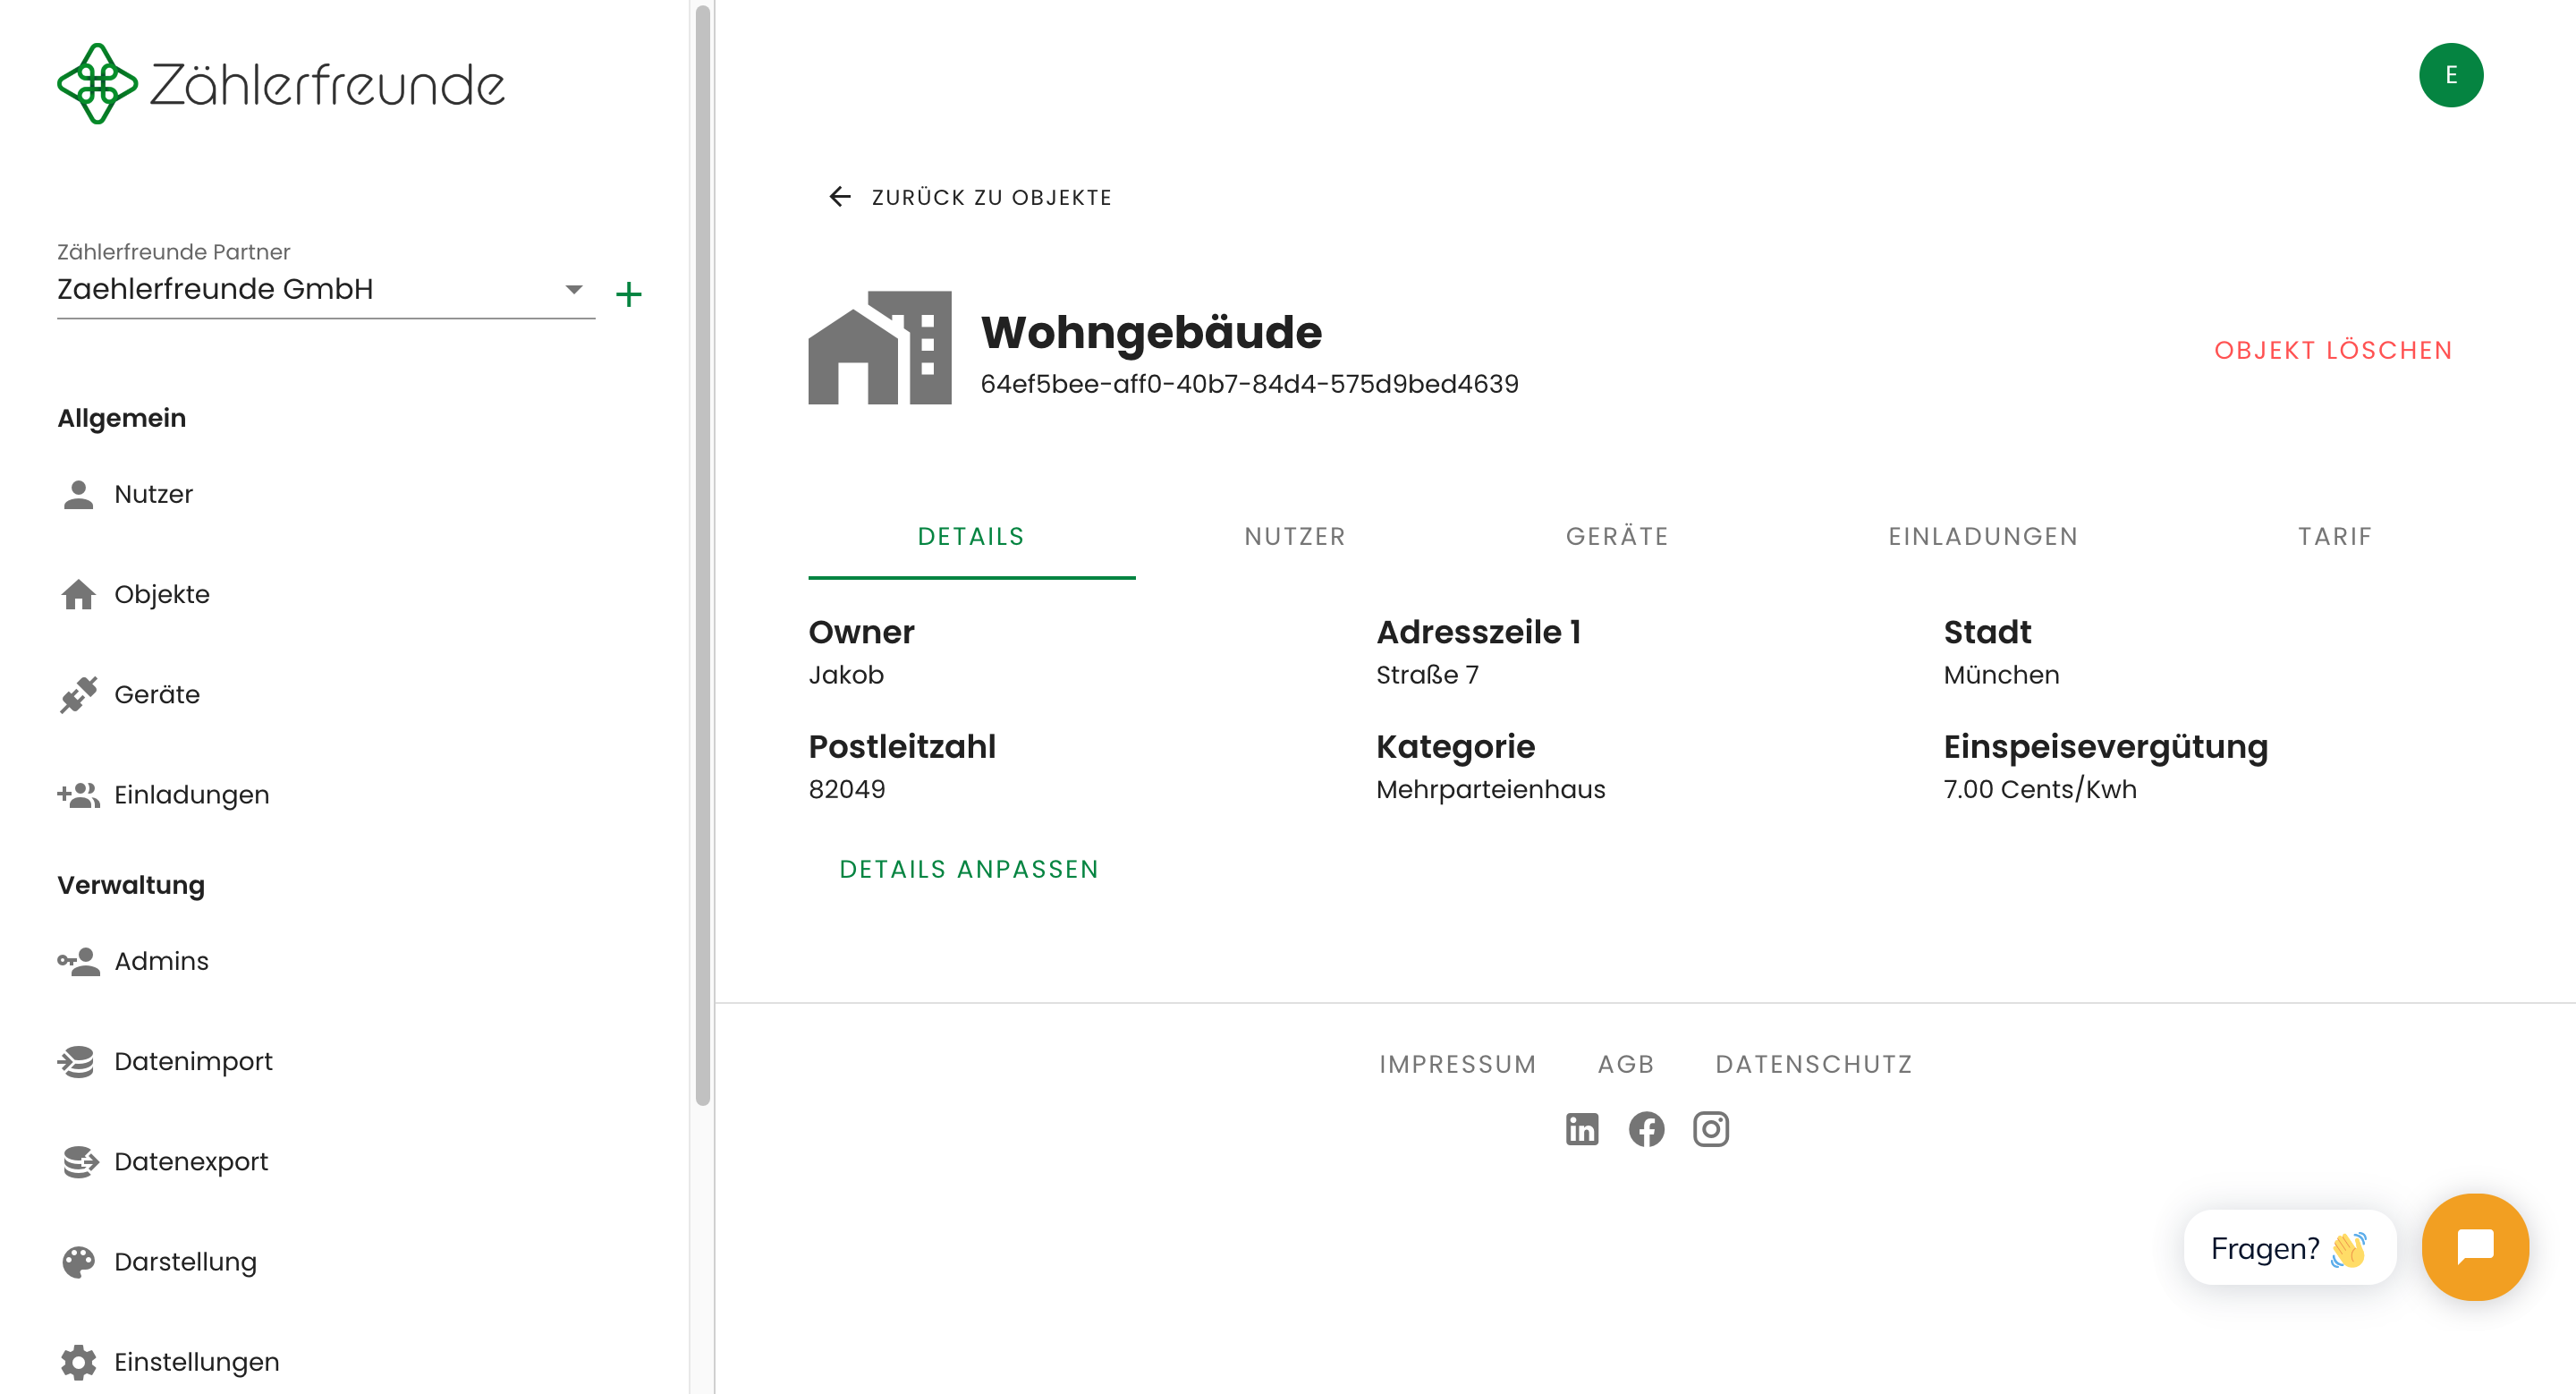 Zählerfreunde
Zählerfreunde Partner
Zaehlerfreunde GmbH
Allgemein
Nutzer
Objekte
Geräte
Einladungen
Verwaltung
Admins
Datenimport
Datenexport
Darstellung
Einstellungen
E
ZURÜCK ZU OBJEKTE
Wohngebäude
64ef5bee-aff0-40b7-84d4-575d9bed4639
OBJEKT LÖSCHEN
DETAILS NUTZER GERÄTE EINLADUNGEN TARIF
Owner Adresszeile 1 Stadt
Jakob Straße 7 München
Postleitzahl Kategorie Einspeisevergütung
82049 Mehrparteienhaus 7.00 Cents/Kwh
DETAILS ANPASSEN
IMPRESSUM AGB DATENSCHUTZ
Fragen? 👋